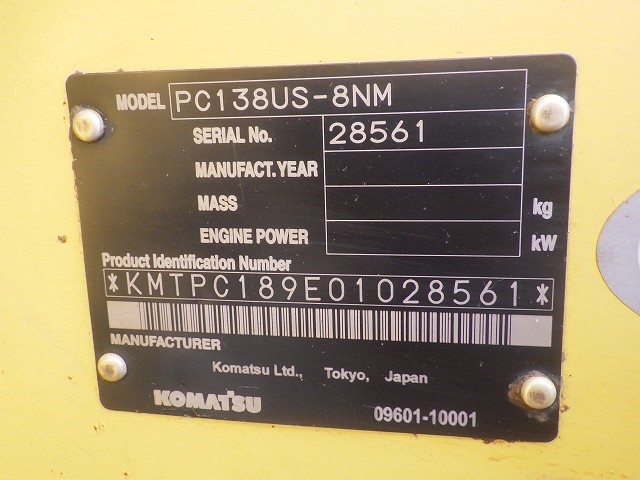 MODEL PC138US-8NM
SERIAL No. 28561
MANUFACT.YEAR
MASS kg
ENGINE POWER kW
Product Identification Number
*KMTPC189E01028561*
MANUFACTURER
Komatsu Ltd., Tokyo, Japan
KOMATSU 09601-10001